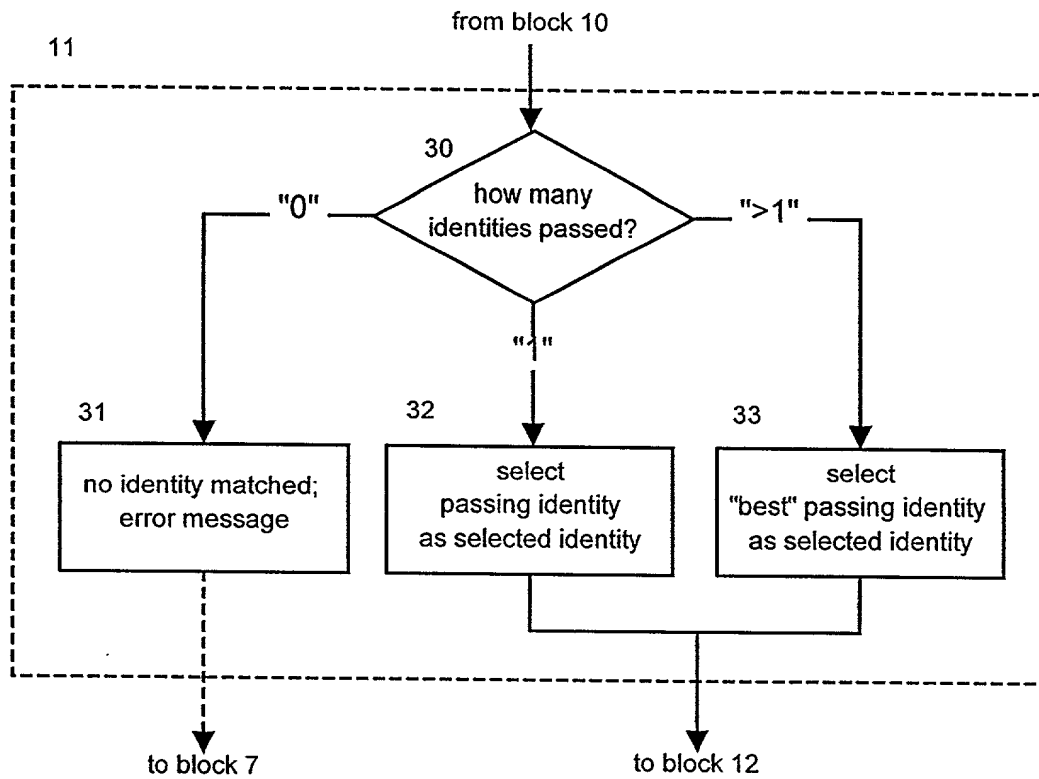 from block 10
11
30
how many
identities passed?
"0"
">1"
"1"
31
32
33
no identity matched;
error message
select
passing identity
as selected identity
select
"best" passing identity
as selected identity
to block 7
to block 12